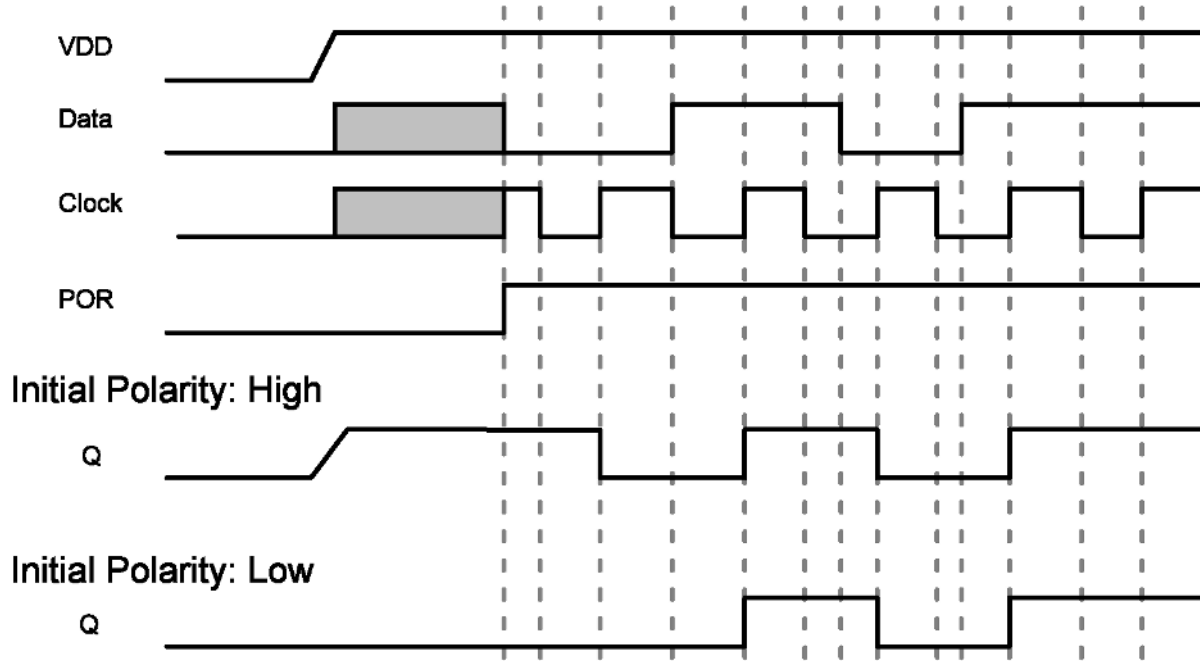 VDD
Data
Clock
POR
Initial Polarity: High
Q
Initial Polarity: Low
Q